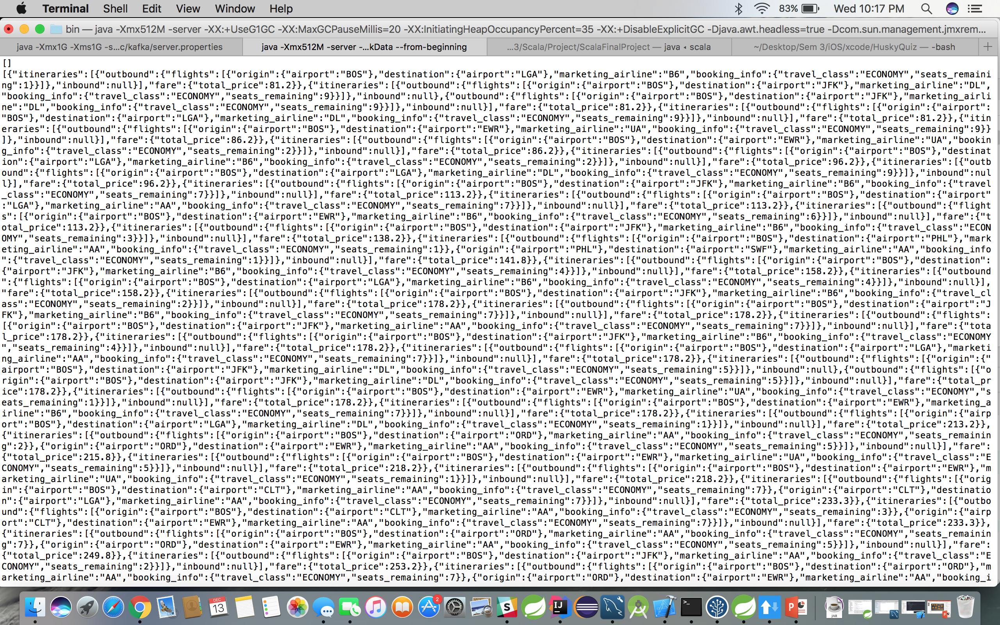 Terminal Shell Edit View Window Help 83% Wed 10:17 PM
bin — java -Xmx512M -server -XX:+UseG1GC -XX:MaxGCPauseMillis=20 -XX:InitiatingHeapOccupancyPercent=35 -XX:+DisableExplicitGC -Djava.awt.headless=true -Dcom.sun.management.jmxrem...
java -Xmx1G -Xms1G -s...c/kafka/server.properties java -Xmx512M -server -...kData --from-beginning ...3/Scala/Project/ScalaFinalProject — java ◂ scala ~/Desktop/Sem 3/iOS/xcode/HuskyQuiz — -bash
[]
[{"itineraries":[{"outbound":{"flights":[{"origin":{"airport":"BOS"},"destination":{"airport":"LGA"},"marketing_airline":"B6","booking_info":{"travel_class":"ECONOMY","seats_remaini
ng":1}}]},"inbound":null}],"fare":{"total_price":81.2}},{"itineraries":[{"outbound":{"flights":[{"origin":{"airport":"BOS"},"destination":{"airport":"JFK"},"marketing_airline":"DL",
"booking_info":{"travel_class":"ECONOMY","seats_remaining":9}}]},"inbound":null},{"outbound":{"flights":[{"origin":{"airport":"BOS"},"destination":{"airport":"JFK"},"marketing_airli
ne":"DL","booking_info":{"travel_class":"ECONOMY","seats_remaining":9}}]},"inbound":null}],"fare":{"total_price":81.2}},{"itineraries":[{"outbound":{"flights":[{"origin":{"airport":
"BOS"},"destination":{"airport":"LGA"},"marketing_airline":"DL","booking_info":{"travel_class":"ECONOMY","seats_remaining":9}}]},"inbound":null}],"fare":{"total_price":81.2}},{"itin
eraries":[{"outbound":{"flights":[{"origin":{"airport":"BOS"},"destination":{"airport":"EWR"},"marketing_airline":"UA","booking_info":{"travel_class":"ECONOMY","seats_remaining":9}}
]},"inbound":null}],"fare":{"total_price":86.2}},{"itineraries":[{"outbound":{"flights":[{"origin":{"airport":"BOS"},"destination":{"airport":"EWR"},"marketing_airline":"UA","bookin
g_info":{"travel_class":"ECONOMY","seats_remaining":2}}]},"inbound":null}],"fare":{"total_price":86.2}},{"itineraries":[{"outbound":{"flights":[{"origin":{"airport":"BOS"},"destinat
ion":{"airport":"LGA"},"marketing_airline":"B6","booking_info":{"travel_class":"ECONOMY","seats_remaining":2}}]},"inbound":null}],"fare":{"total_price":96.2}},{"itineraries":[{"outb
ound":{"flights":[{"origin":{"airport":"BOS"},"destination":{"airport":"LGA"},"marketing_airline":"DL","booking_info":{"travel_class":"ECONOMY","seats_remaining":9}}]},"inbound":nul
l}],"fare":{"total_price":96.2}},{"itineraries":[{"outbound":{"flights":[{"origin":{"airport":"BOS"},"destination":{"airport":"JFK"},"marketing_airline":"B6","booking_info":{"travel
_class":"ECONOMY","seats_remaining":7}}]},"inbound":null}],"fare":{"total_price":113.2}},{"itineraries":[{"outbound":{"flights":[{"origin":{"airport":"BOS"},"destination":{"airport"
:"LGA"},"marketing_airline":"AA","booking_info":{"travel_class":"ECONOMY","seats_remaining":7}}]},"inbound":null}],"fare":{"total_price":113.2}},{"itineraries":[{"outbound":{"flight
s":[{"origin":{"airport":"BOS"},"destination":{"airport":"EWR"},"marketing_airline":"B6","booking_info":{"travel_class":"ECONOMY","seats_remaining":6}}]},"inbound":null}],"fare":{"t
otal_price":113.2}},{"itineraries":[{"outbound":{"flights":[{"origin":{"airport":"BOS"},"destination":{"airport":"JFK"},"marketing_airline":"B6","booking_info":{"travel_class":"ECON
OMY","seats_remaining":3}}]},"inbound":null}],"fare":{"total_price":138.2}},{"itineraries":[{"outbound":{"flights":[{"origin":{"airport":"BOS"},"destination":{"airport":"PHL"},"mark
eting_airline":"AA","booking_info":{"travel_class":"ECONOMY","seats_remaining":1}},{"origin":{"airport":"PHL"},"destination":{"airport":"SWF"},"marketing_airline":"AA","booking_info
":{"travel_class":"ECONOMY","seats_remaining":1}}]},"inbound":null}],"fare":{"total_price":141.8}},{"itineraries":[{"outbound":{"flights":[{"origin":{"airport":"BOS"},"destination":
{"airport":"JFK"},"marketing_airline":"B6","booking_info":{"travel_class":"ECONOMY","seats_remaining":4}}]},"inbound":null}],"fare":{"total_price":158.2}},{"itineraries":[{"outbound
":{"flights":[{"origin":{"airport":"BOS"},"destination":{"airport":"LGA"},"marketing_airline":"B6","booking_info":{"travel_class":"ECONOMY","seats_remaining":4}}]},"inbound":null}],
"fare":{"total_price":158.2}},{"itineraries":[{"outbound":{"flights":[{"origin":{"airport":"BOS"},"destination":{"airport":"JFK"},"marketing_airline":"B6","booking_info":{"travel_cl
ass":"ECONOMY","seats_remaining":2}}]},"inbound":null}],"fare":{"total_price":178.2}},{"itineraries":[{"outbound":{"flights":[{"origin":{"airport":"BOS"},"destination":{"airport":"J
FK"},"marketing_airline":"B6","booking_info":{"travel_class":"ECONOMY","seats_remaining":7}}]},"inbound":null}],"fare":{"total_price":178.2}},{"itineraries":[{"outbound":{"flights":
[{"origin":{"airport":"BOS"},"destination":{"airport":"JFK"},"marketing_airline":"AA","booking_info":{"travel_class":"ECONOMY","seats_remaining":7}}]},"inbound":null}],"fare":{"tota
l_price":178.2}},{"itineraries":[{"outbound":{"flights":[{"origin":{"airport":"BOS"},"destination":{"airport":"JFK"},"marketing_airline":"B6","booking_info":{"travel_class":"ECONOMY
","seats_remaining":4}}]},"inbound":null}],"fare":{"total_price":178.2}},{"itineraries":[{"outbound":{"flights":[{"origin":{"airport":"BOS"},"destination":{"airport":"LGA"},"marketi
ng_airline":"AA","booking_info":{"travel_class":"ECONOMY","seats_remaining":7}}]},"inbound":null}],"fare":{"total_price":178.2}},{"itineraries":[{"outbound":{"flights":[{"origin":{"
airport":"BOS"},"destination":{"airport":"JFK"},"marketing_airline":"DL","booking_info":{"travel_class":"ECONOMY","seats_remaining":5}}]},"inbound":null},{"outbound":{"flights":[{"o
rigin":{"airport":"BOS"},"destination":{"airport":"JFK"},"marketing_airline":"DL","booking_info":{"travel_class":"ECONOMY","seats_remaining":5}}]},"inbound":null}],"fare":{"total_pr
ice":178.2}},{"itineraries":[{"outbound":{"flights":[{"origin":{"airport":"BOS"},"destination":{"airport":"EWR"},"marketing_airline":"UA","booking_info":{"travel_class":"ECONOMY","s
eats_remaining":1}}]},"inbound":null}],"fare":{"total_price":178.2}},{"itineraries":[{"outbound":{"flights":[{"origin":{"airport":"BOS"},"destination":{"airport":"EWR"},"marketing_a
irline":"B6","booking_info":{"travel_class":"ECONOMY","seats_remaining":7}}]},"inbound":null}],"fare":{"total_price":178.2}},{"itineraries":[{"outbound":{"flights":[{"origin":{"airp
ort":"BOS"},"destination":{"airport":"LGA"},"marketing_airline":"DL","booking_info":{"travel_class":"ECONOMY","seats_remaining":1}}]},"inbound":null}],"fare":{"total_price":213.2}},
{"itineraries":[{"outbound":{"flights":[{"origin":{"airport":"BOS"},"destination":{"airport":"ORD"},"marketing_airline":"AA","booking_info":{"travel_class":"ECONOMY","seats_remainin
g":2}},{"origin":{"airport":"ORD"},"destination":{"airport":"EWR"},"marketing_airline":"AA","booking_info":{"travel_class":"ECONOMY","seats_remaining":5}}]},"inbound":null}],"fare":
{"total_price":215.8}},{"itineraries":[{"outbound":{"flights":[{"origin":{"airport":"BOS"},"destination":{"airport":"EWR"},"marketing_airline":"UA","booking_info":{"travel_class":"E
CONOMY","seats_remaining":5}}]},"inbound":null}],"fare":{"total_price":218.2}},{"itineraries":[{"outbound":{"flights":[{"origin":{"airport":"BOS"},"destination":{"airport":"EWR"},"m
arketing_airline":"UA","booking_info":{"travel_class":"ECONOMY","seats_remaining":1}}]},"inbound":null}],"fare":{"total_price":218.2}},{"itineraries":[{"outbound":{"flights":[{"orig
in":{"airport":"BOS"},"destination":{"airport":"CLT"},"marketing_airline":"AA","booking_info":{"travel_class":"ECONOMY","seats_remaining":7}},{"origin":{"airport":"CLT"},"destinatio
n":{"airport":"LGA"},"marketing_airline":"AA","booking_info":{"travel_class":"ECONOMY","seats_remaining":7}}]},"inbound":null}],"fare":{"total_price":233.3}},{"itineraries":[{"outbo
und":{"flights":[{"origin":{"airport":"BOS"},"destination":{"airport":"CLT"},"marketing_airline":"AA","booking_info":{"travel_class":"ECONOMY","seats_remaining":3}},{"origin":{"airp
ort":"CLT"},"destination":{"airport":"EWR"},"marketing_airline":"AA","booking_info":{"travel_class":"ECONOMY","seats_remaining":7}}]},"inbound":null}],"fare":{"total_price":233.3}},
{"itineraries":[{"outbound":{"flights":[{"origin":{"airport":"BOS"},"destination":{"airport":"ORD"},"marketing_airline":"AA","booking_info":{"travel_class":"ECONOMY","seats_remainin
g":7}},{"origin":{"airport":"ORD"},"destination":{"airport":"EWR"},"marketing_airline":"AA","booking_info":{"travel_class":"ECONOMY","seats_remaining":5}}]},"inbound":null}],"fare":
{"total_price":249.8}},{"itineraries":[{"outbound":{"flights":[{"origin":{"airport":"BOS"},"destination":{"airport":"JFK"},"marketing_airline":"AA","booking_info":{"travel_class":"E
CONOMY","seats_remaining":2}}]},"inbound":null}],"fare":{"total_price":253.2}},{"itineraries":[{"outbound":{"flights":[{"origin":{"airport":"BOS"},"destination":{"airport":"ORD"},"m
arketing_airline":"AA","booking_info":{"travel_class":"ECONOMY","seats_remaining":7}},{"origin":{"airport":"ORD"},"destination":{"airport":"EWR"},"marketing_airline":"AA","booking_i
DEC
13
2
S
IJ
>_
P
JAR